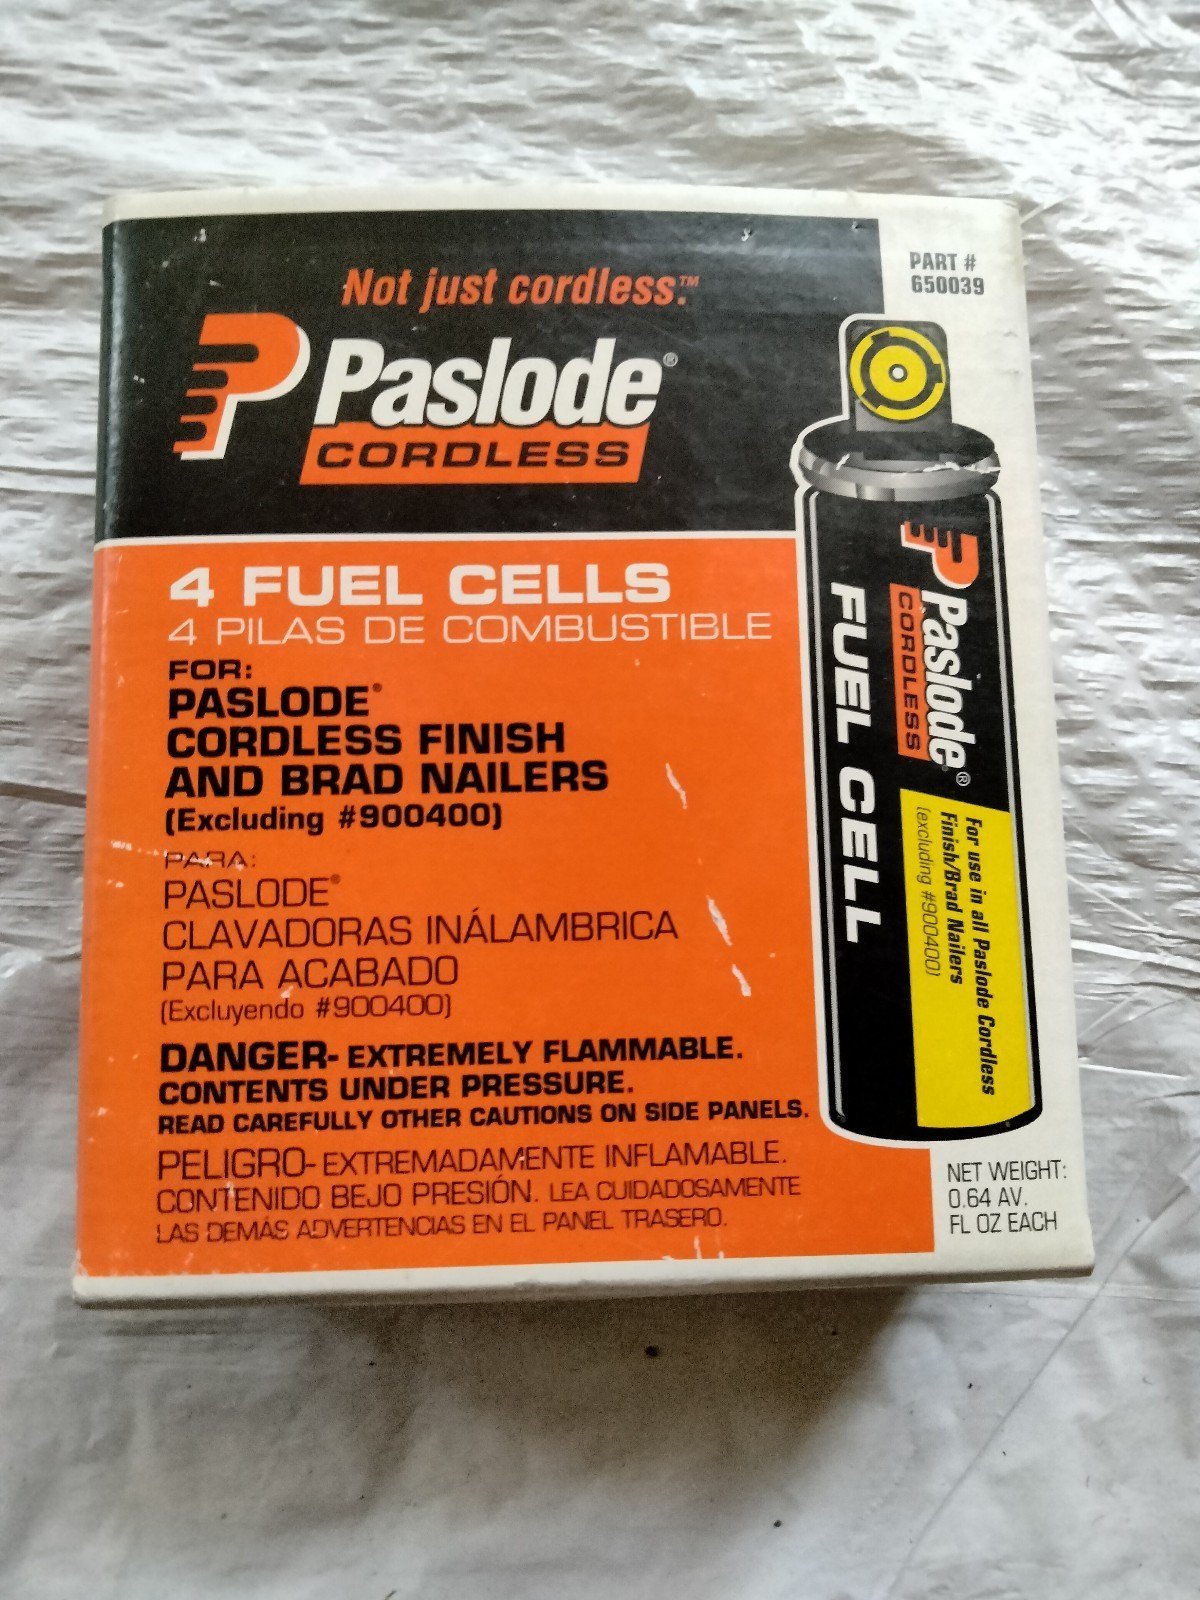 Not just cordless.™
Paslode®
CORDLESS
PART #
650039
4 FUEL CELLS
4 PILAS DE COMBUSTIBLE
FOR:
PASLODE®
CORDLESS FINISH
AND BRAD NAILERS
(Excluding #900400)
PARA:
PASLODE®
CLAVADORAS INÁLAMBRICA
PARA ACABADO
(Excluyendo #900400)
DANGER- EXTREMELY FLAMMABLE.
CONTENTS UNDER PRESSURE.
READ CAREFULLY OTHER CAUTIONS ON SIDE PANELS.
PELIGRO- EXTREMADAMENTE INFLAMABLE.
CONTENIDO BEJO PRESIÓN. LEA CUIDADOSAMENTE
LAS DEMÁS ADVERTENCIAS EN EL PANEL TRASERO.
Paslode®
CORDLESS
FUEL CELL
For use in all Paslode Cordless
Finish/Brad Nailers
(excluding #900400)
NET WEIGHT:
0.64 AV.
FL OZ EACH